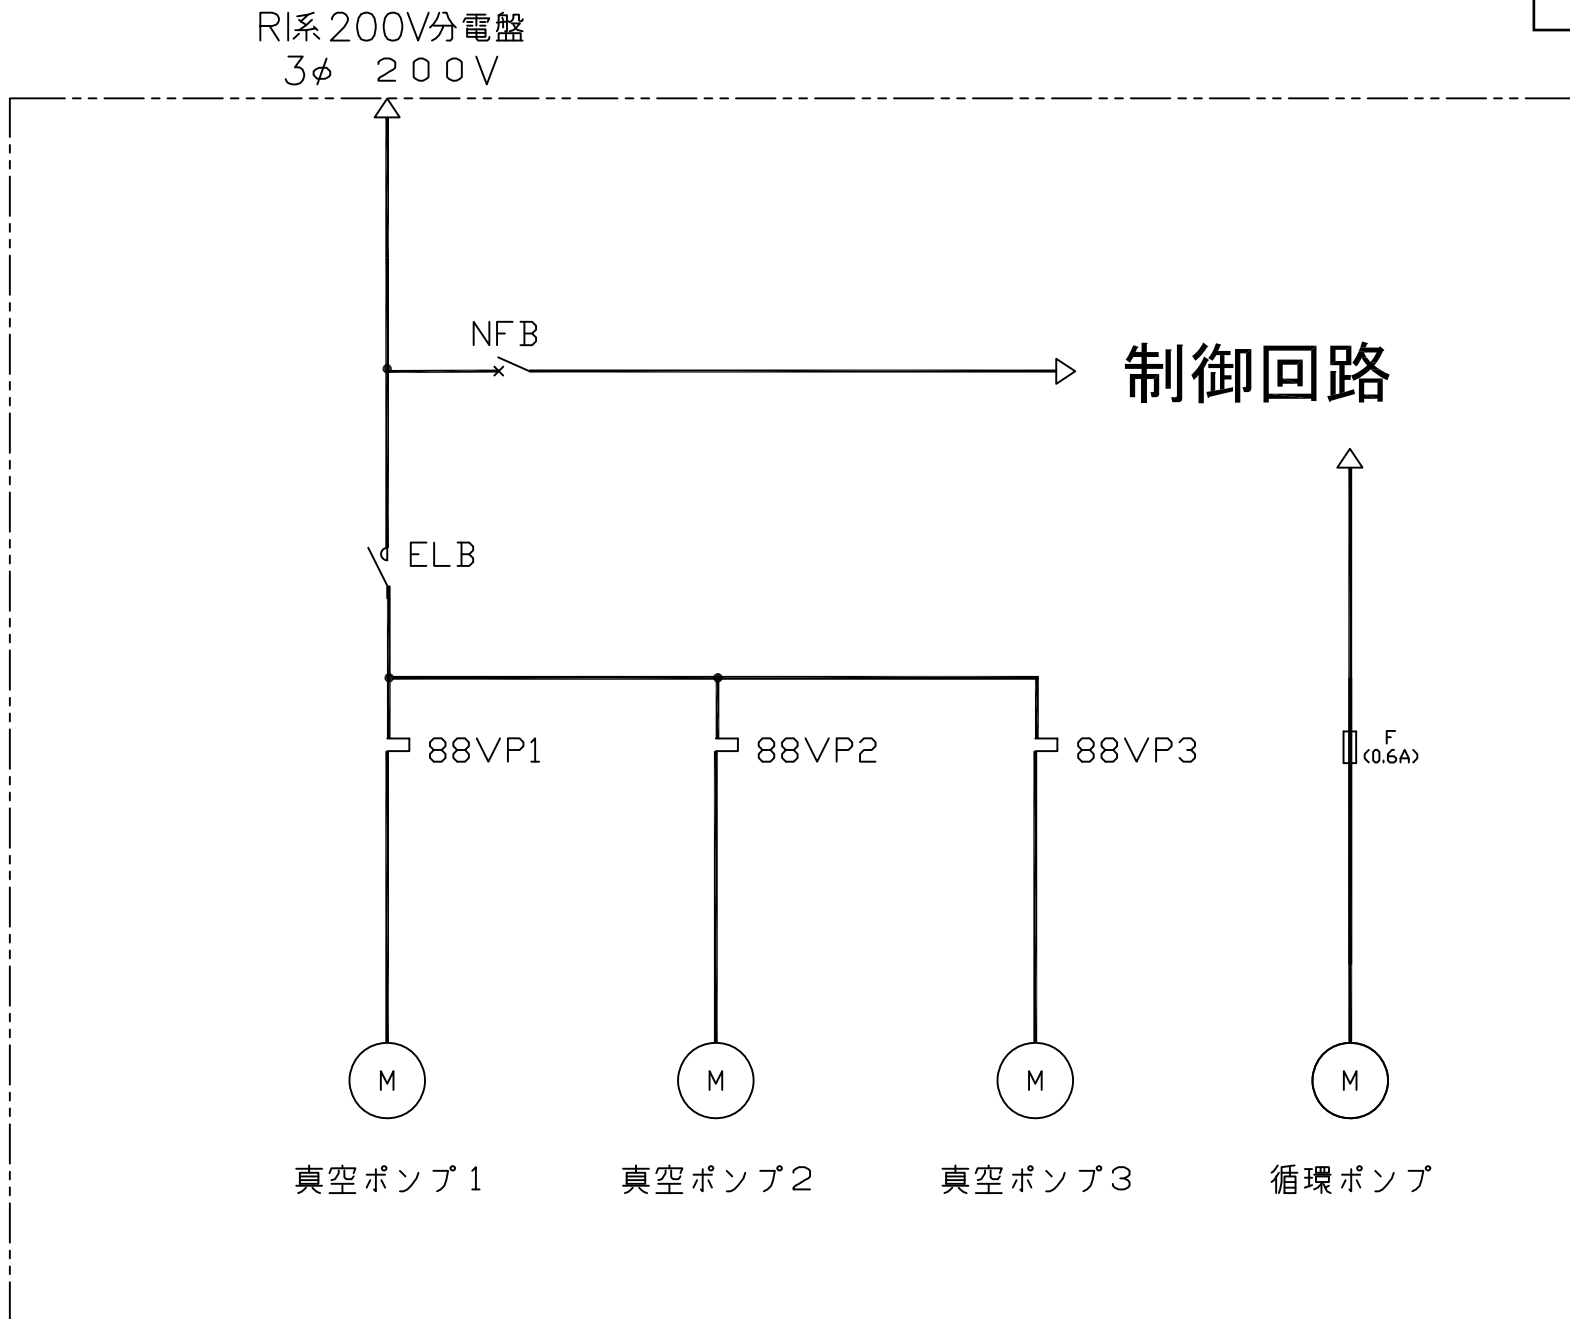 RI系200V分電盤
3φ 200V
NFB
制御回路
ELB
88VP1
88VP2
88VP3
F
(0.6A)
M
M
M
M
真空ポンプ1
真空ポンプ2
真空ポンプ3
循環ポンプ